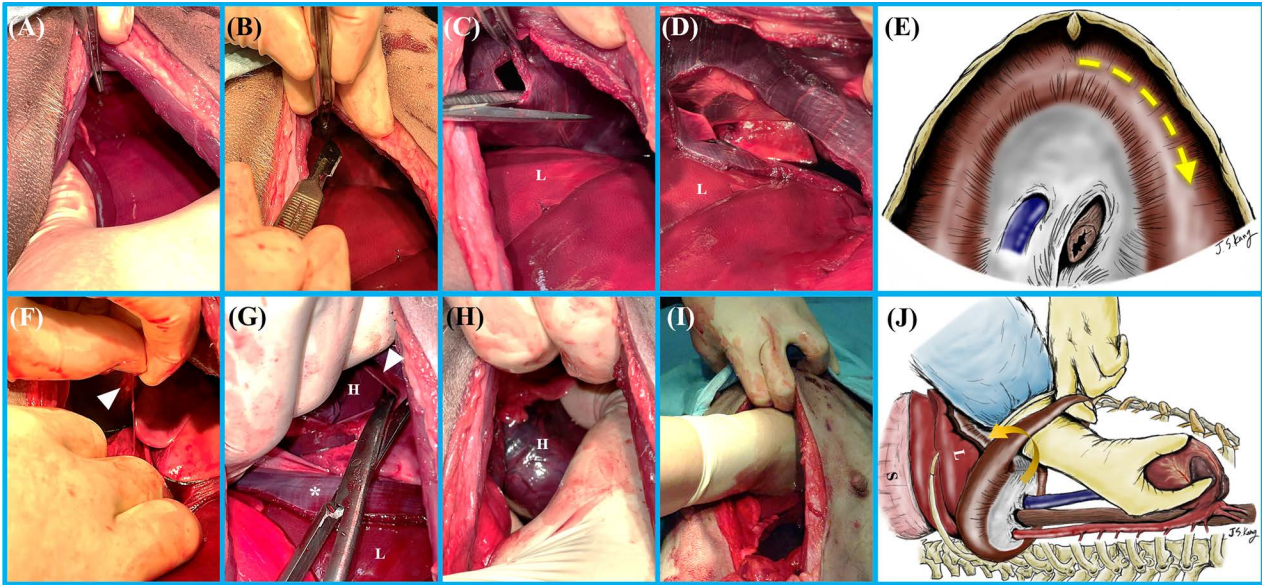 (A)
(B)
(C)
L
(D)
L
(E)
J.S.Kang
(F)
(G)
H
*
L
(H)
H
(I)
(J)
S
L
J.S.Kang